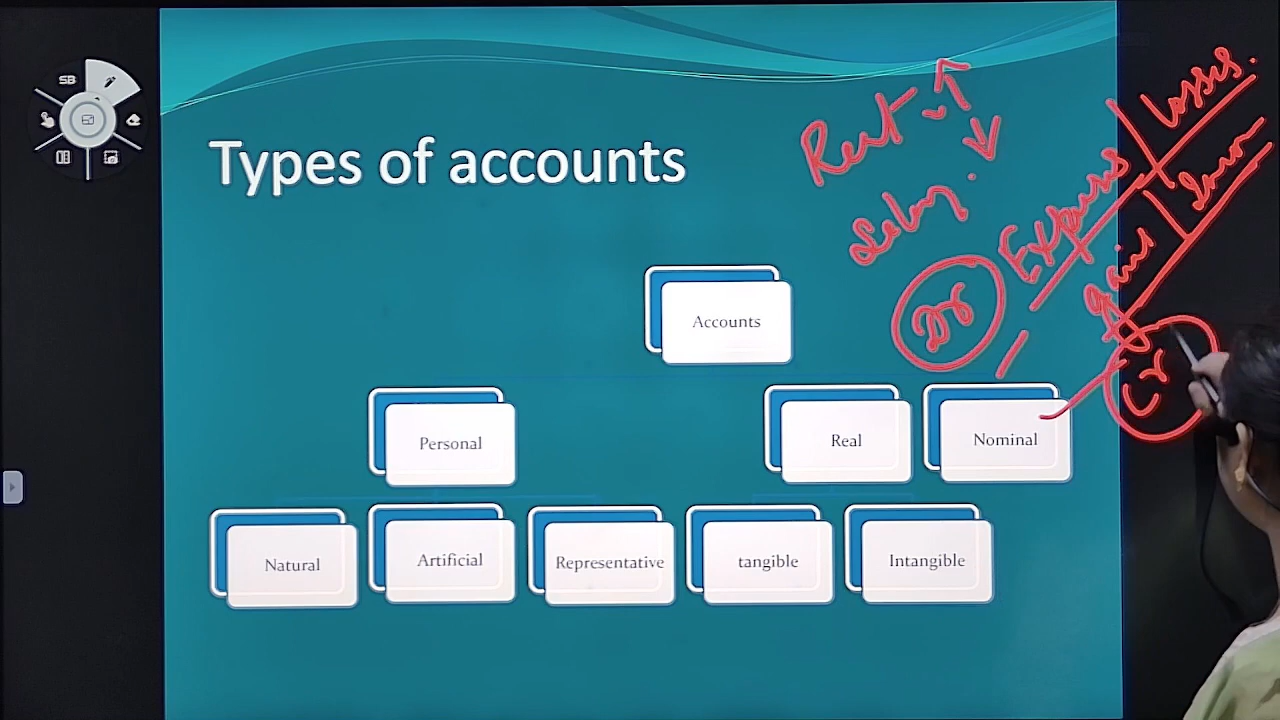 SB
Types of accounts
Rent
Salary
Dr
Expenses / losses.
gains /
Cr
Accounts
Personal
Real
Nominal
Natural
Artificial
Representative
tangible
Intangible